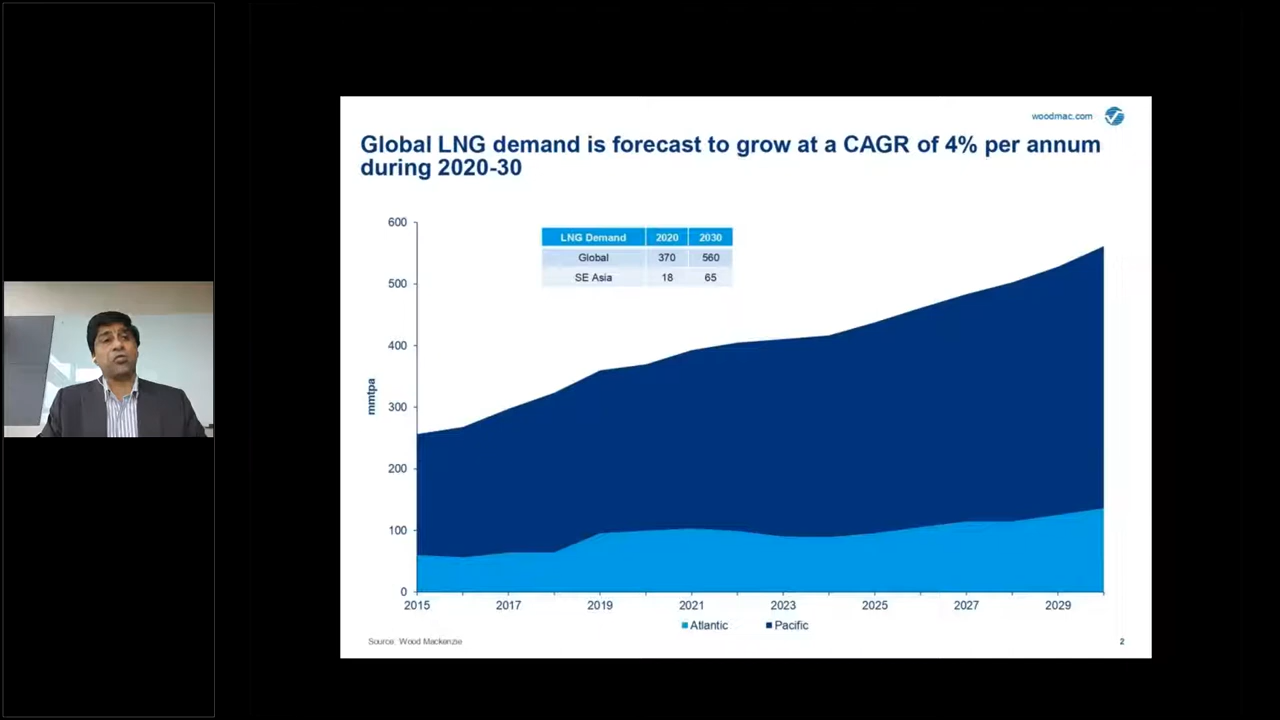 woodmac.com
Global LNG demand is forecast to grow at a CAGR of 4% per annum
during 2020-30
600
500
400
300
200
100
0
mmtpa
LNG Demand 2020 2030
Global 370 560
SE Asia 18 65
2015 2017 2019 2021 2023 2025 2027 2029
Atlantic Pacific
Source: Wood Mackenzie
2